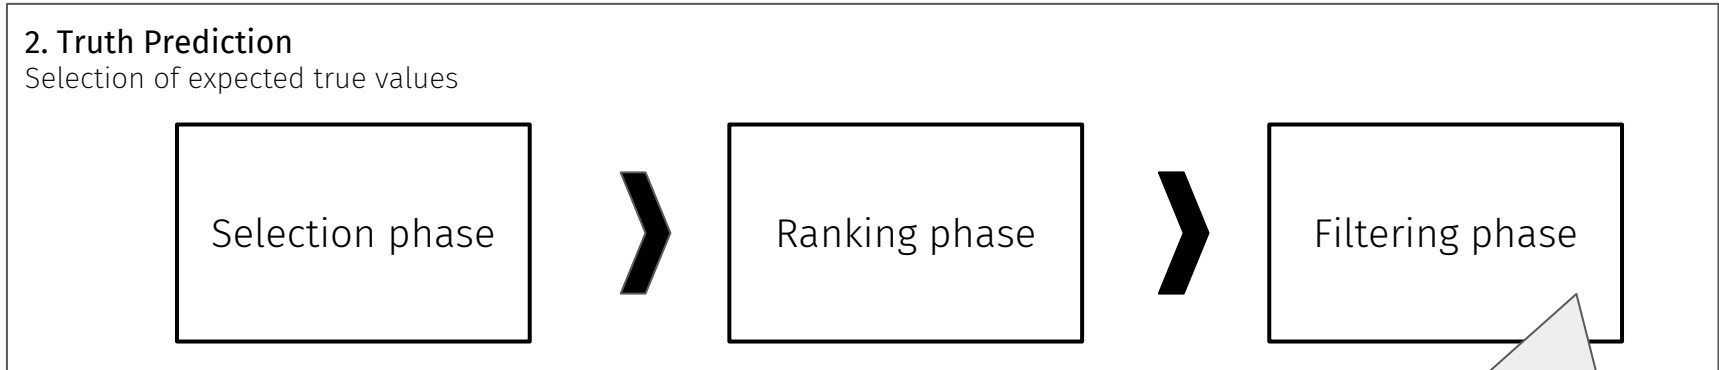 2. Truth Prediction
Selection of expected true values
Selection phase
Ranking phase
Filtering phase